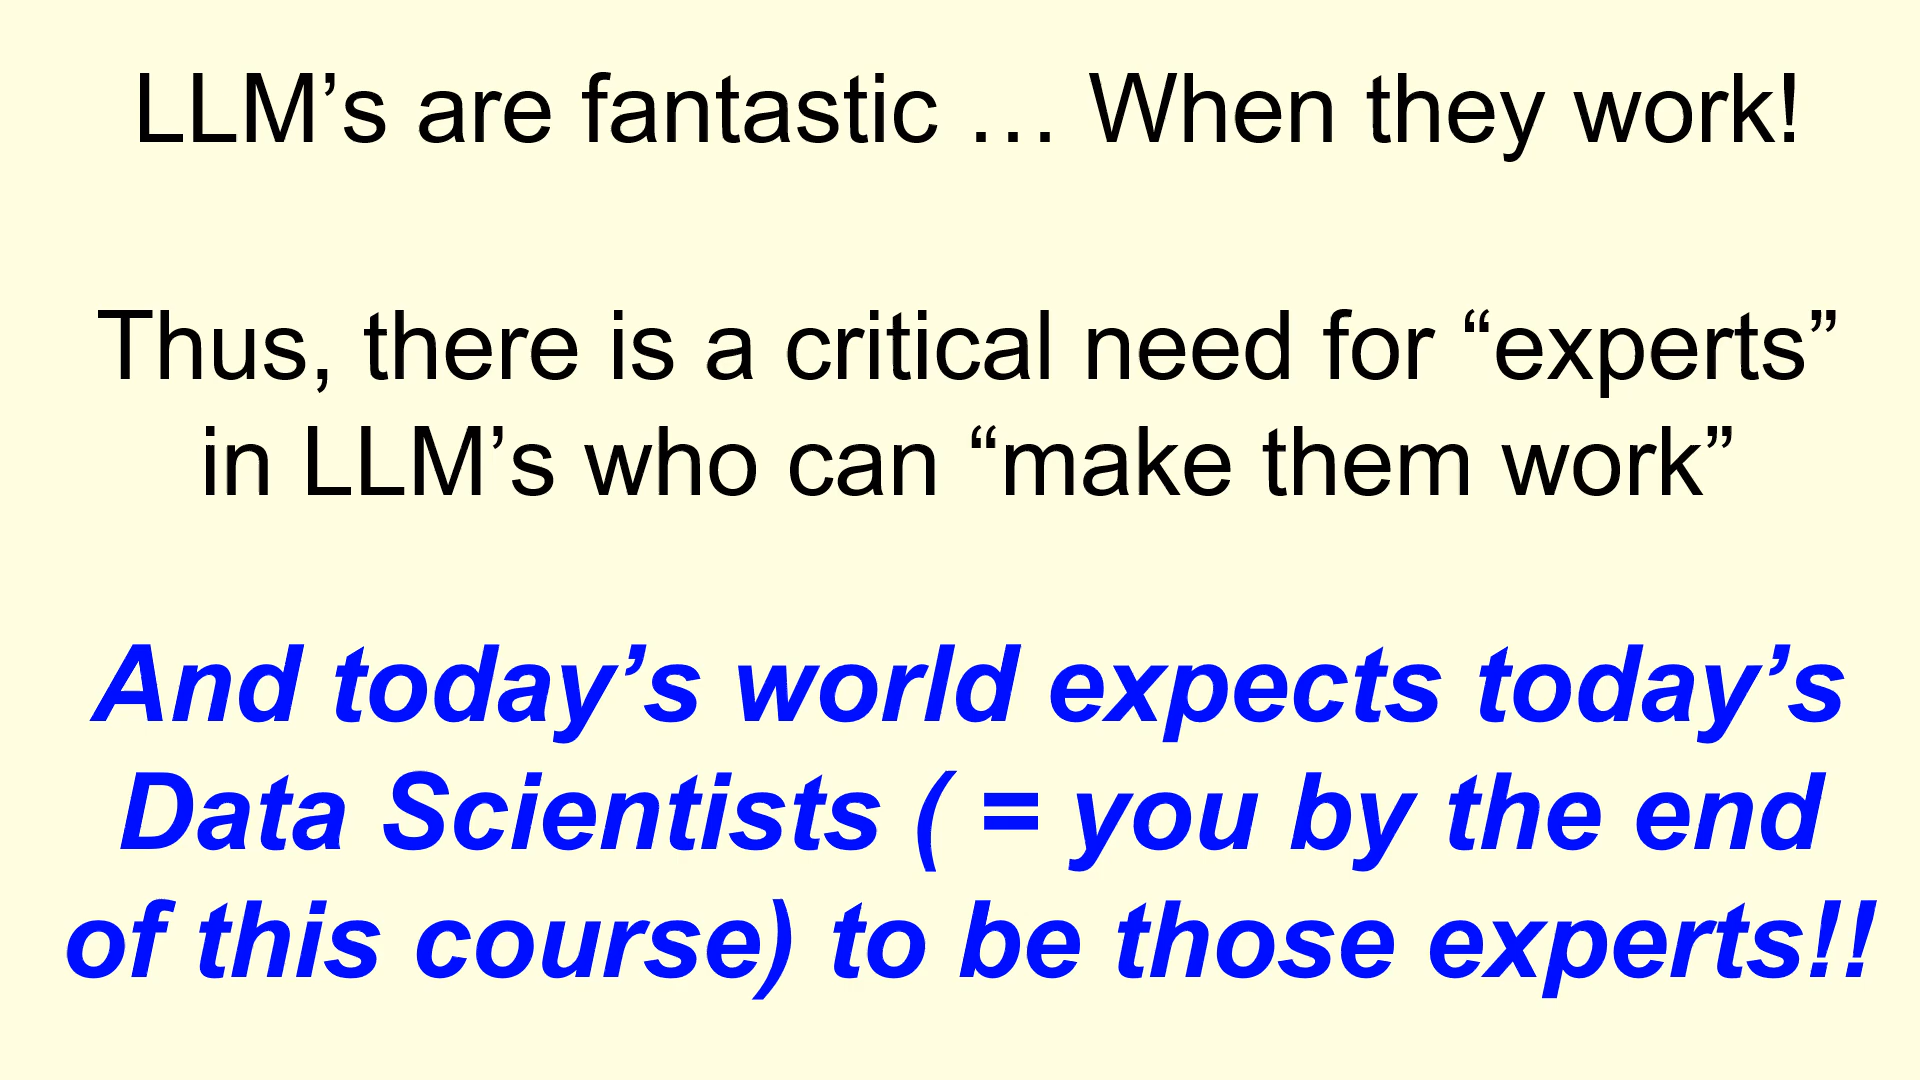 LLM’s are fantastic … When they work!
Thus, there is a critical need for “experts”
in LLM’s who can “make them work”
And today’s world expects today’s
Data Scientists ( = you by the end
of this course) to be those experts!!